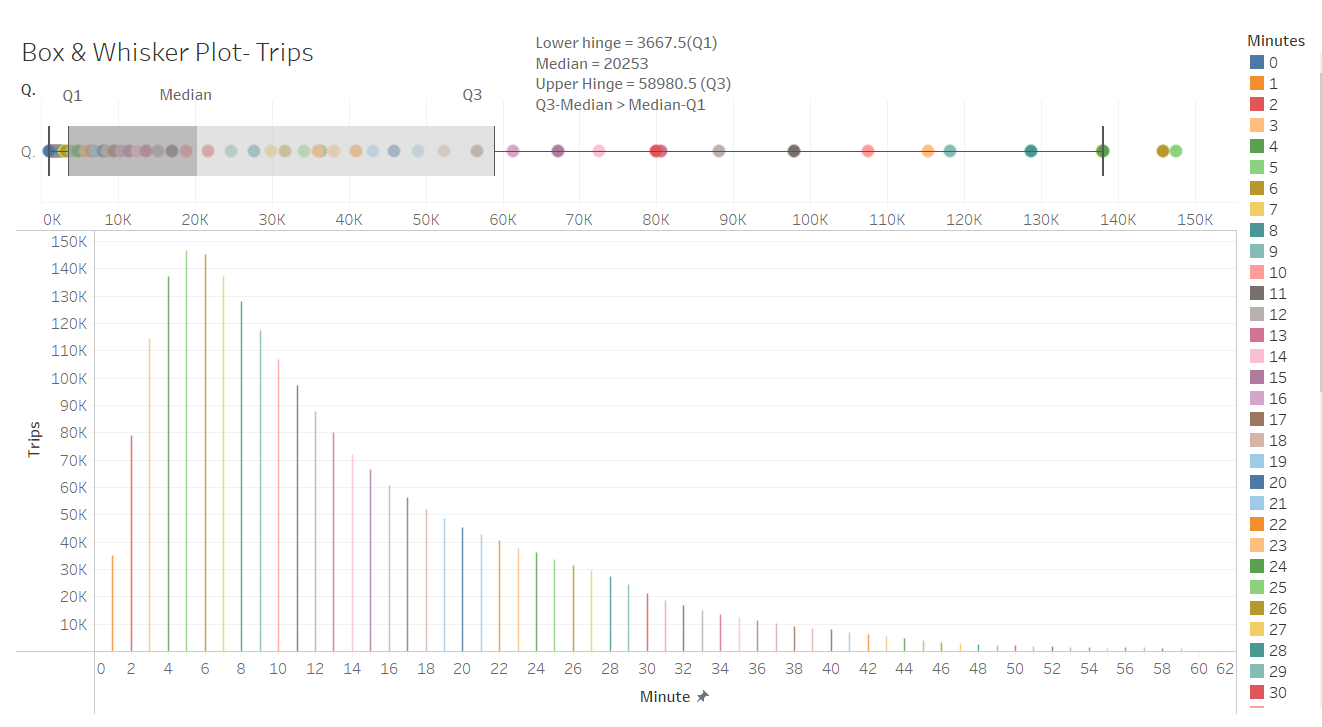 Box & Whisker Plot- Trips
Lower hinge = 3667.5(Q1)
Median = 20253
Upper Hinge = 58980.5 (Q3)
Q3-Median > Median-Q1
Q.
Q1
Median
Q3
Q.
0K 10K 20K 30K 40K 50K 60K 70K 80K 90K 100K 110K 120K 130K 140K 150K
150K
140K
130K
120K
110K
100K
90K
80K
70K
60K
50K
40K
30K
20K
10K
Trips
0 2 4 6 8 10 12 14 16 18 20 22 24 26 28 30 32 34 36 38 40 42 44 46 48 50 52 54 56 58 60 62
Minute
Minutes
0
1
2
3
4
5
6
7
8
9
10
11
12
13
14
15
16
17
18
19
20
21
22
23
24
25
26
27
28
29
30